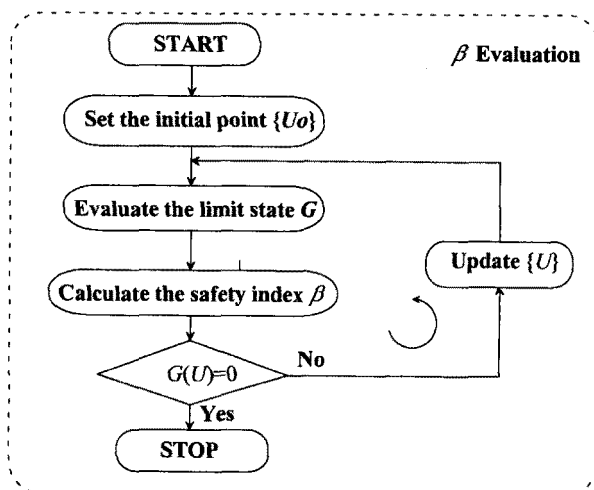 START
β Evaluation
Set the initial point {Uo}
Evaluate the limit state G
Update {U}
Calculate the safety index β
No
G(U)=0
Yes
STOP